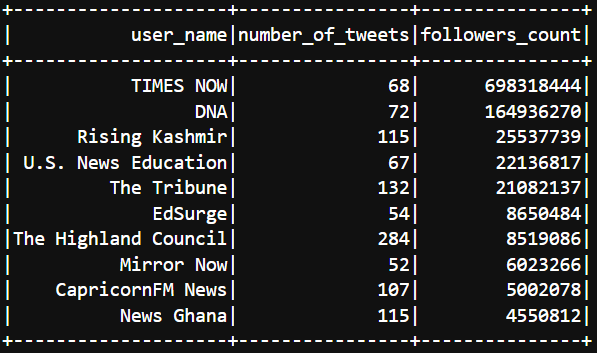 +--------------------+----------------+---------------+
|           user_name|number_of_tweets|followers_count|
+--------------------+----------------+---------------+
|           TIMES NOW|              68|      698318444|
|                 DNA|              72|      164936270|
|      Rising Kashmir|             115|       25537739|
| U.S. News Education|              67|       22136817|
|         The Tribune|             132|       21082137|
|             EdSurge|              54|        8650484|
|The Highland Council|             284|        8519086|
|          Mirror Now|              52|        6023266|
|    CapricornFM News|             107|        5002078|
|          News Ghana|             115|        4550812|
+--------------------+----------------+---------------+